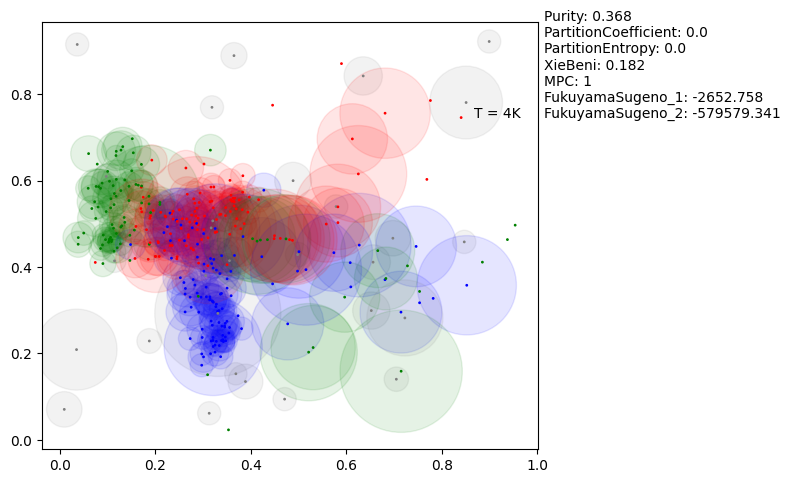 Purity: 0.368
PartitionCoefficient: 0.0
PartitionEntropy: 0.0
XieBeni: 0.182
MPC: 1
FukuyamaSugeno_1: -2652.758
FukuyamaSugeno_2: -579579.341
T = 4K
0.8
0.6
0.4
0.2
0.0
0.0 0.2 0.4 0.6 0.8 1.0